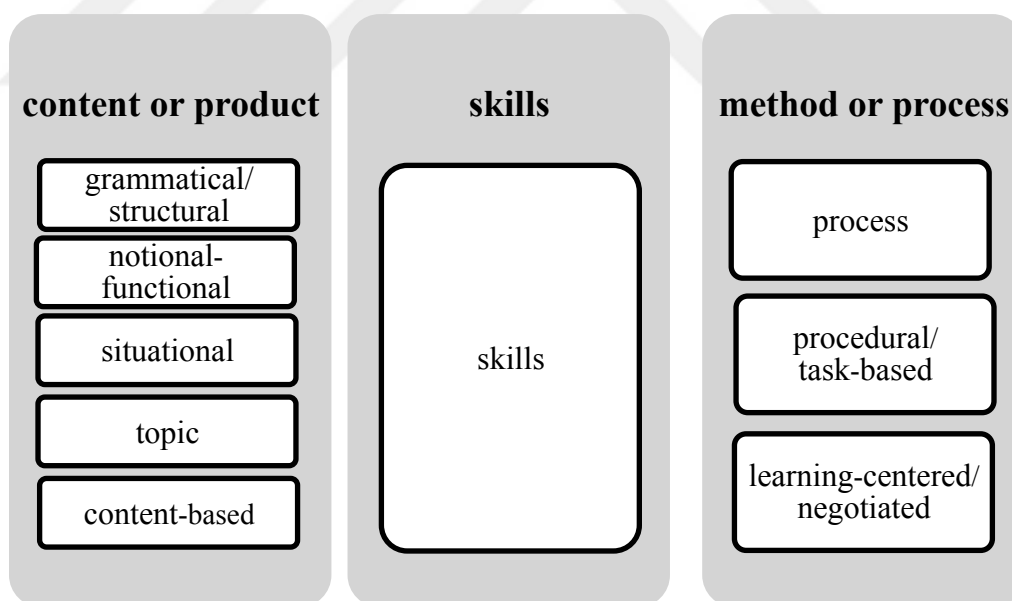 content or product
grammatical/
structural
notional-
functional
situational
topic
content-based
skills
skills
method or process
process
procedural/
task-based
learning-centered/
negotiated